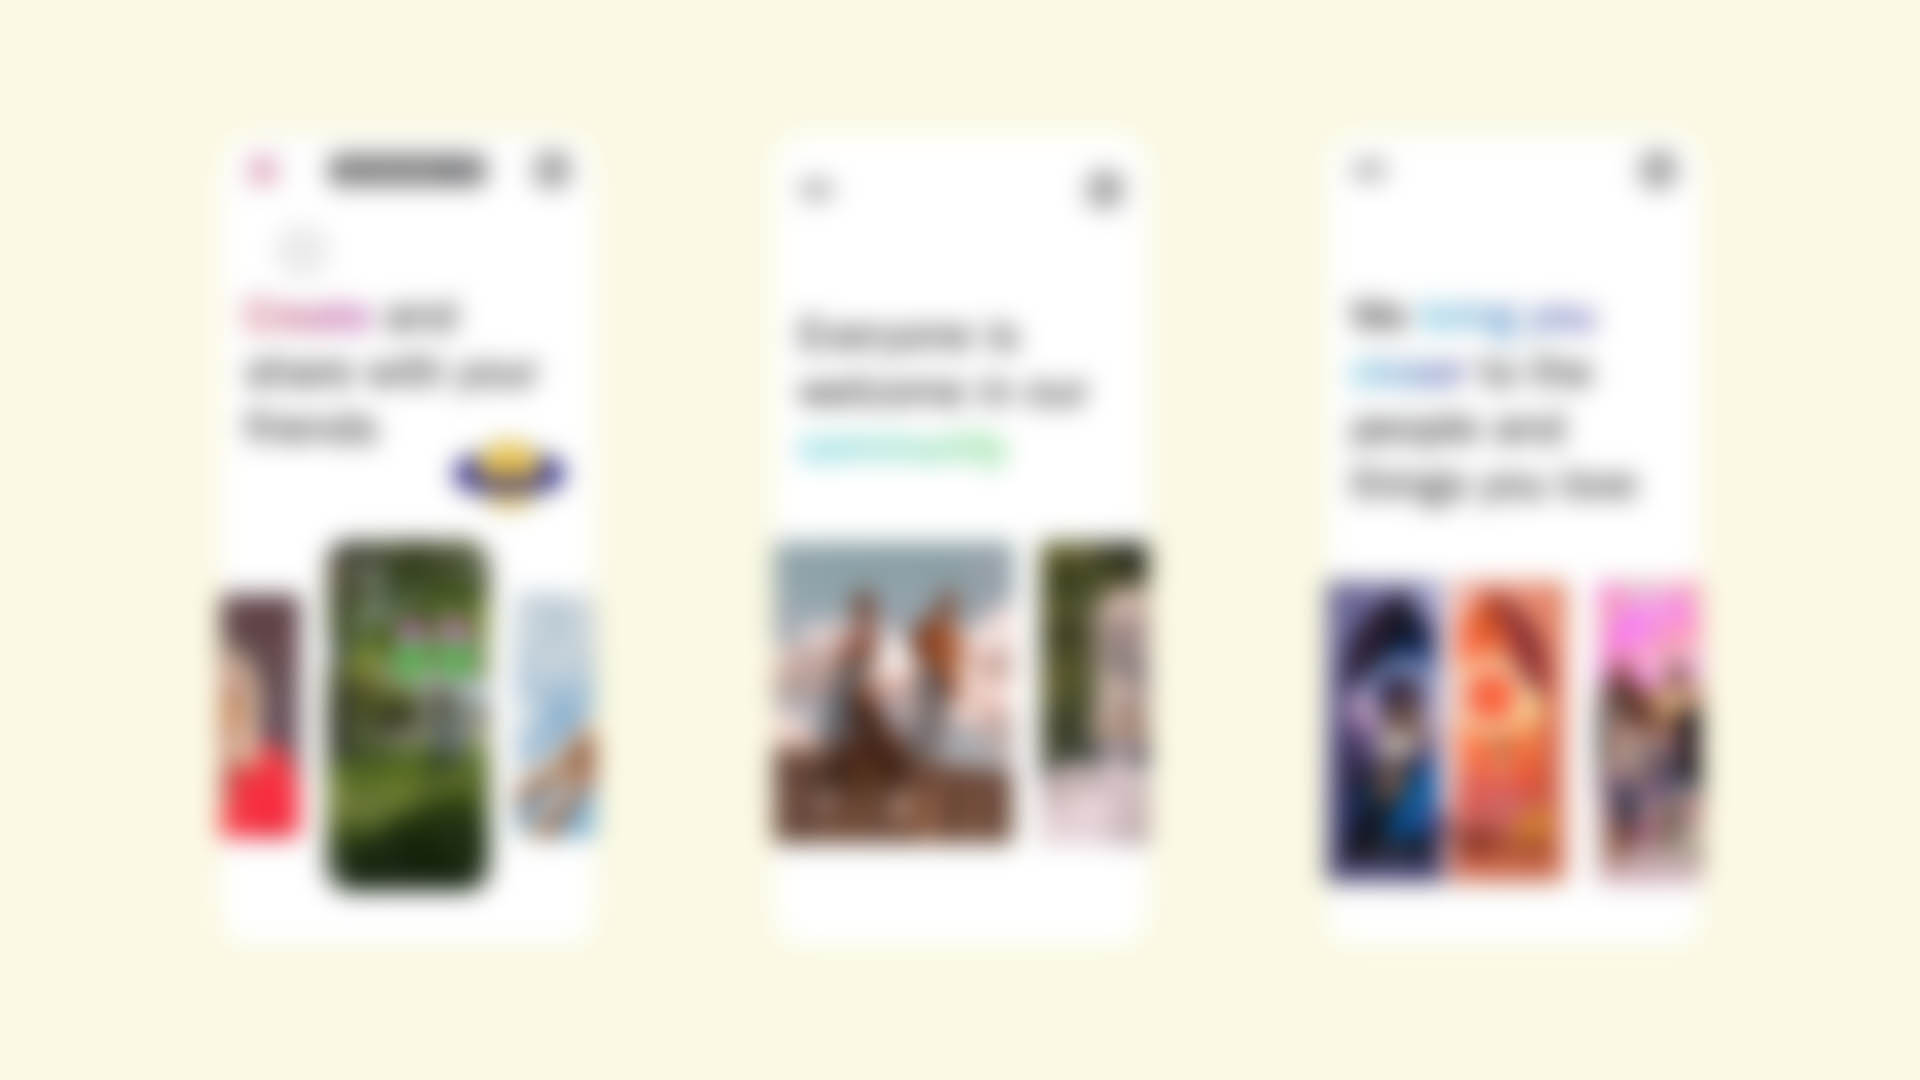 Create and
share with your
friends
Everyone is
welcome in our
community
We bring you
closer to the
people and
things you love